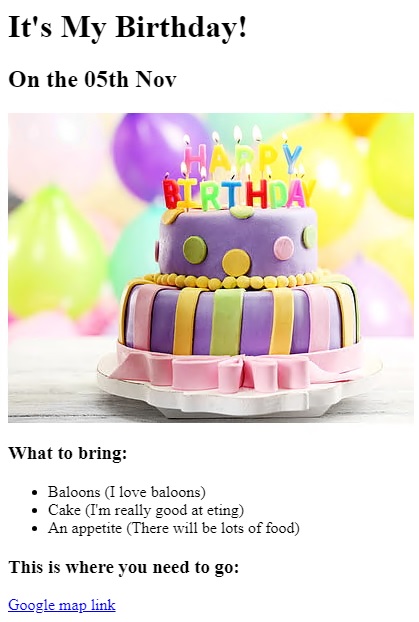 It's My Birthday!
On the 05th Nov
HAPPY
BIRTHDAY
What to bring:
Baloons (I love baloons)
Cake (I'm really good at eting)
An appetite (There will be lots of food)
This is where you need to go:
Google map link